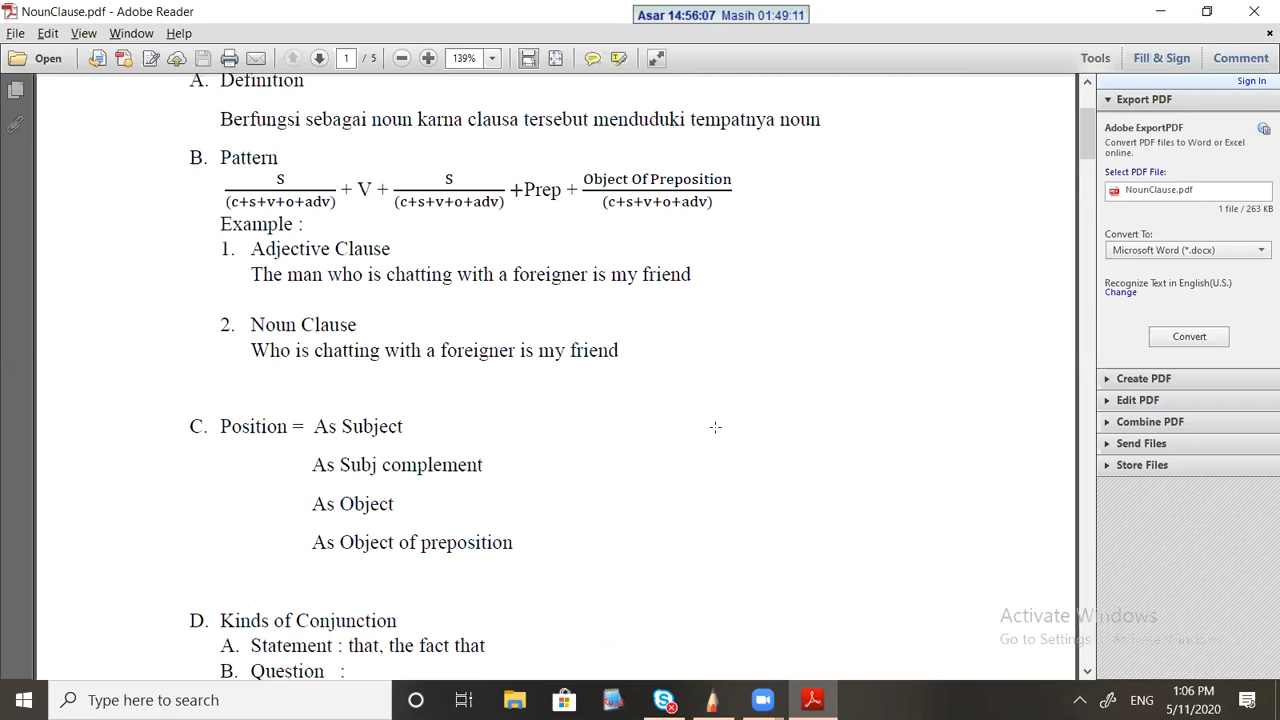 NounClause.pdf - Adobe Reader
Asar 14:56:07 Masih 01:49:11
File Edit View Window Help
Open 1 / 5 139% Tools Fill & Sign Comment
Sign In
A. Definition
Berfungsi sebagai noun karna clausa tersebut menduduki tempatnya noun
B. Pattern
S/(c+s+v+o+adv) + V + S/(c+s+v+o+adv) +Prep + Object Of Preposition/(c+s+v+o+adv)
Example :
1. Adjective Clause
The man who is chatting with a foreigner is my friend
2. Noun Clause
Who is chatting with a foreigner is my friend
C. Position = As Subject
As Subj complement
As Object
As Object of preposition
D. Kinds of Conjunction
A. Statement : that, the fact that
B. Question :
Export PDF
Adobe ExportPDF
Convert PDF files to Word or Excel
online.
Select PDF File:
NounClause.pdf
1 file / 263 KB
Convert To:
Microsoft Word (*.docx)
Recognize Text in English(U.S.)
Change
Convert
Create PDF
Edit PDF
Combine PDF
Send Files
Store Files
Activate Windows
Go to Settings to activate Windows.
Type here to search
ENG
1:06 PM
5/11/2020